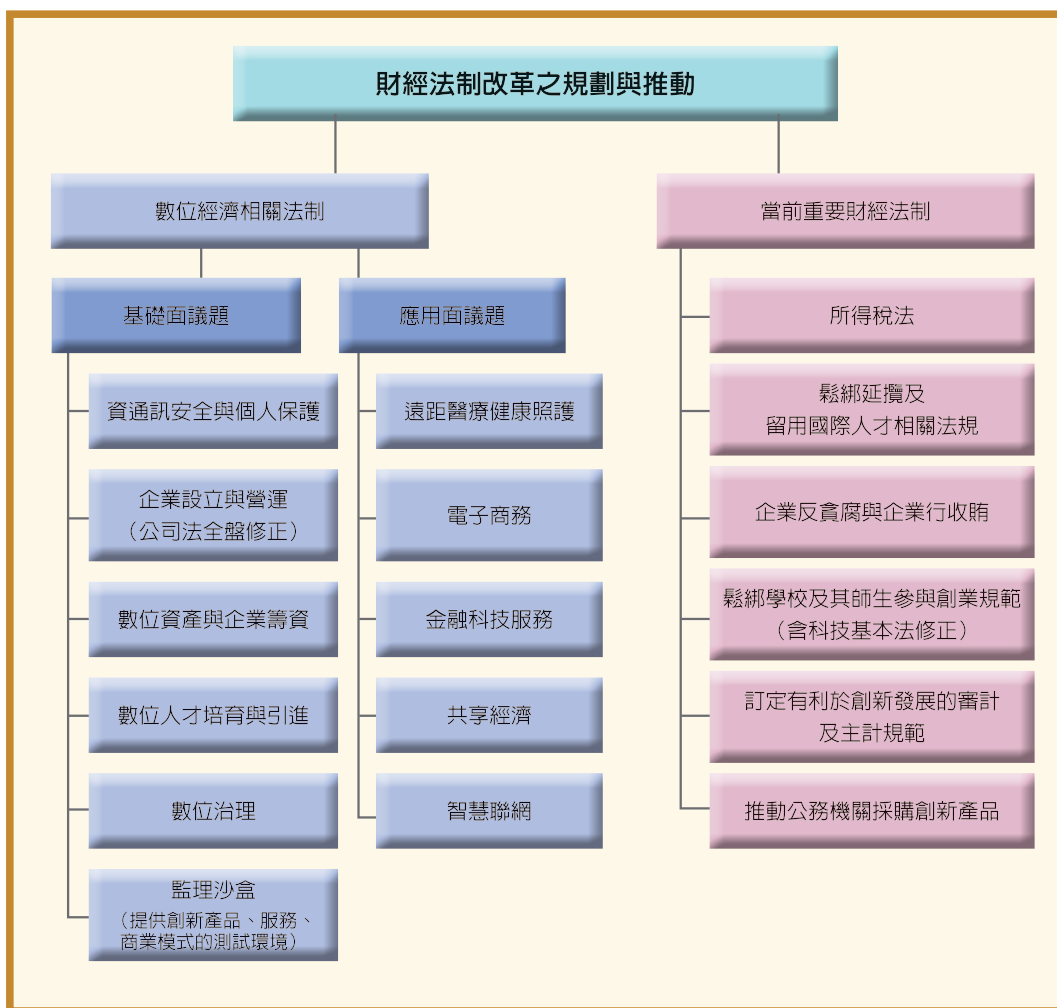 財經法制改革之規劃與推動
數位經濟相關法制
基礎面議題
資通訊安全與個人保護
企業設立與營運
（公司法全盤修正）
數位資產與企業籌資
數位人才培育與引進
數位治理
監理沙盒
（提供創新產品、服務、
商業模式的測試環境）
應用面議題
遠距醫療健康照護
電子商務
金融科技服務
共享經濟
智慧聯網
當前重要財經法制
所得稅法
鬆綁延攬及
留用國際人才相關法規
企業反貪腐與企業行收賄
鬆綁學校及其師生參與創業規範
（含科技基本法修正）
訂定有利於創新發展的審計
及主計規範
推動公務機關採購創新產品